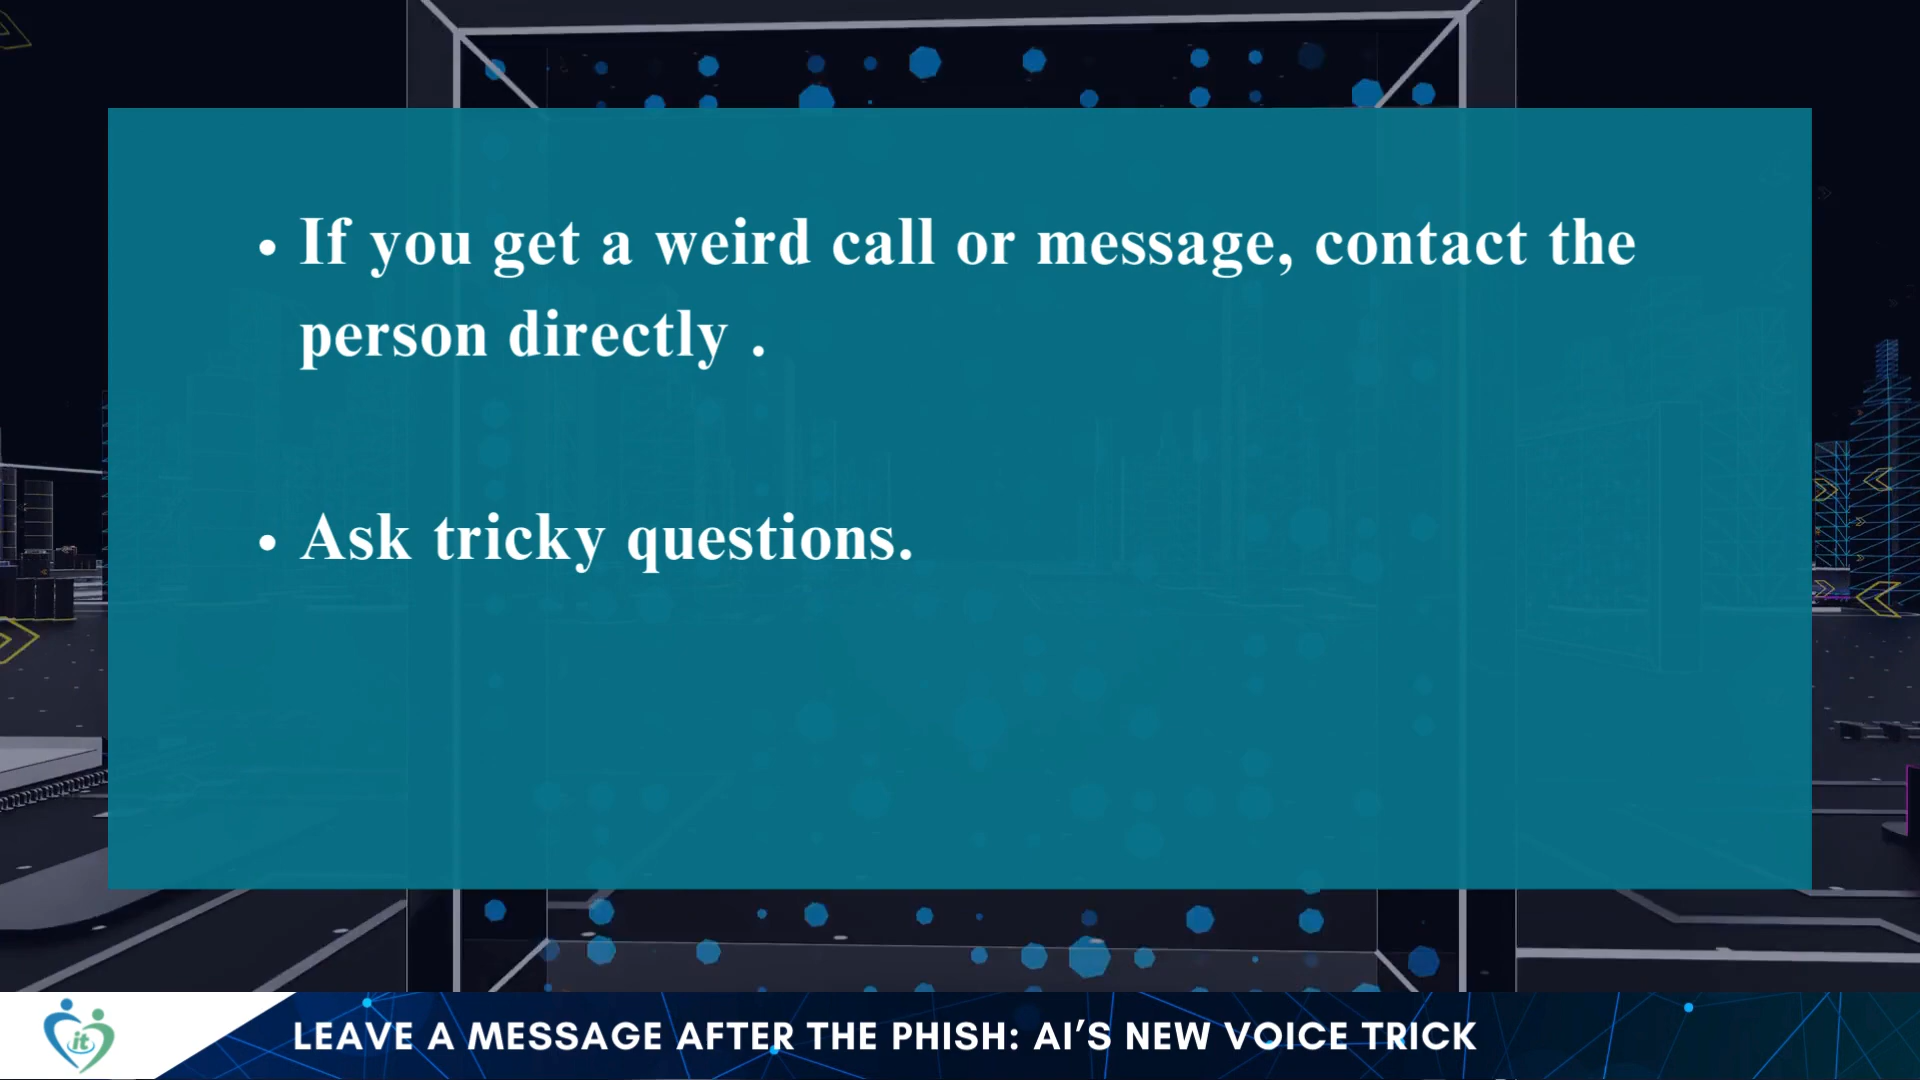 • If you get a weird call or message, contact the
person directly .
• Ask tricky questions.
it
LEAVE A MESSAGE AFTER THE PHISH: AI’S NEW VOICE TRICK